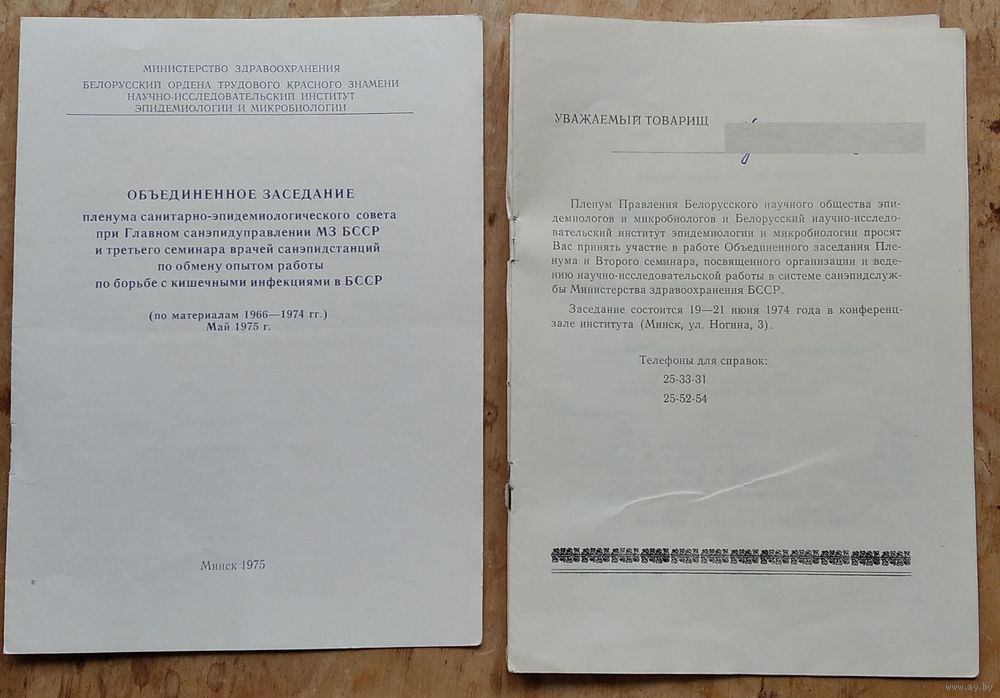 МИНИСТЕРСТВО ЗДРАВООХРАНЕНИЯ
БЕЛОРУССКИЙ ОРДЕНА ТРУДОВОГО КРАСНОГО ЗНАМЕНИ
НАУЧНО-ИССЛЕДОВАТЕЛЬСКИЙ ИНСТИТУТ
ЭПИДЕМИОЛОГИИ И МИКРОБИОЛОГИИ
ОБЪЕДИНЕННОЕ ЗАСЕДАНИЕ
пленума санитарно-эпидемиологического совета
при Главном санэпидуправлении МЗ БССР
и третьего семинара врачей санэпидстанций
по обмену опытом работы
по борьбе с кишечными инфекциями в БССР
(по материалам 1966—1974 гг.)
Май 1975 г.
Минск 1975
УВАЖАЕМЫЙ ТОВАРИЩ
Пленум Правления Белорусского научного общества эпи-
демиологов и микробиологов и Белорусский научно-исследо-
вательский институт эпидемиологии и микробиологии просят
Вас принять участие в работе Объединенного заседания Пле-
нума и Второго семинара, посвященного организации и веде-
нию научно-исследовательской работы в системе санэпидслуж-
бы Министерства здравоохранения БССР.
Заседание состоится 19—21 июня 1974 года в конференц-
зале института (Минск, ул. Ногина, 3).
Телефоны для справок:
25-33-31
25-52-54
www.ay.by